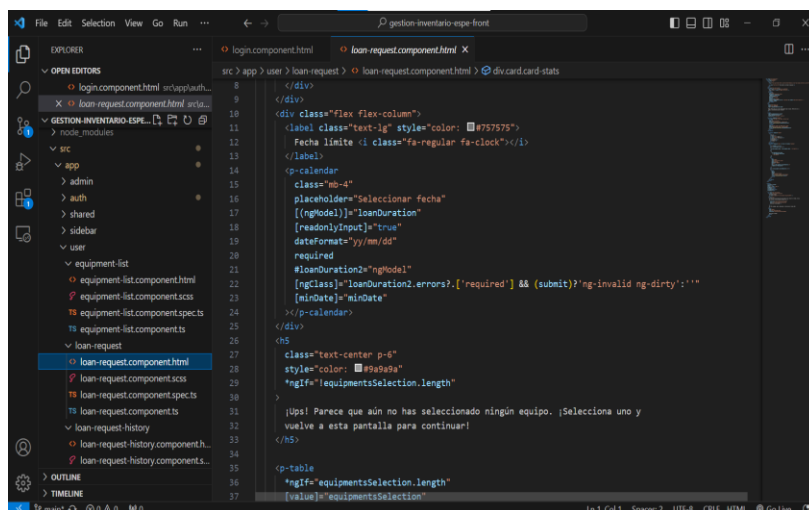 File Edit Selection View Go Run ···
gestion-inventario-espe-front
EXPLORER ···
OPEN EDITORS
login.component.html src\app\auth...
loan-request.component.html src\a...
GESTION-INVENTARIO-ESPE...
node_modules
src
app
admin
auth
shared
sidebar
user
equipment-list
equipment-list.component.html
equipment-list.component.scss
TS equipment-list.component.spec.ts
TS equipment-list.component.ts
loan-request
loan-request.component.html
loan-request.component.scss
TS loan-request.component.spec.ts
TS loan-request.component.ts
loan-request-history
loan-request-history.component.h...
loan-request-history.component.s...
OUTLINE
TIMELINE
login.component.html loan-request.component.html
src > app > user > loan-request > loan-request.component.html > div.card.card-stats
8 </div>
9 </div>
10 <div class="flex flex-column">
11 <label class="text-lg" style="color: #757575">
12 Fecha límite <i class="fa-regular fa-clock"></i>
13 </label>
14 <p-calendar
15 class="mb-4"
16 placeholder="Seleccionar fecha"
17 [(ngModel)]="loanDuration"
18 [readonlyInput]="true"
19 dateFormat="yy/mm/dd"
20 required
21 #loanDuration2="ngModel"
22 [ngClass]="loanDuration2.errors?.['required'] && (submit)?'ng-invalid ng-dirty':''"
23 [minDate]="minDate"
24 ></p-calendar>
25 </div>
26 <h5
27 class="text-center p-6"
28 style="color: #9a9a9a"
29 *ngIf="!equipmentsSelection.length"
30 >
31 ¡Ups! Parece que aún no has seleccionado ningún equipo. ¡Selecciona uno y
32 vuelve a esta pantalla para continuar!
33 </h5>
34
35 <p-table
36 *ngIf="equipmentsSelection.length"
37 [value]="equipmentsSelection"
main* Ln 1, Col 1 Spaces: 2 UTF-8 CRLF HTML Go Live